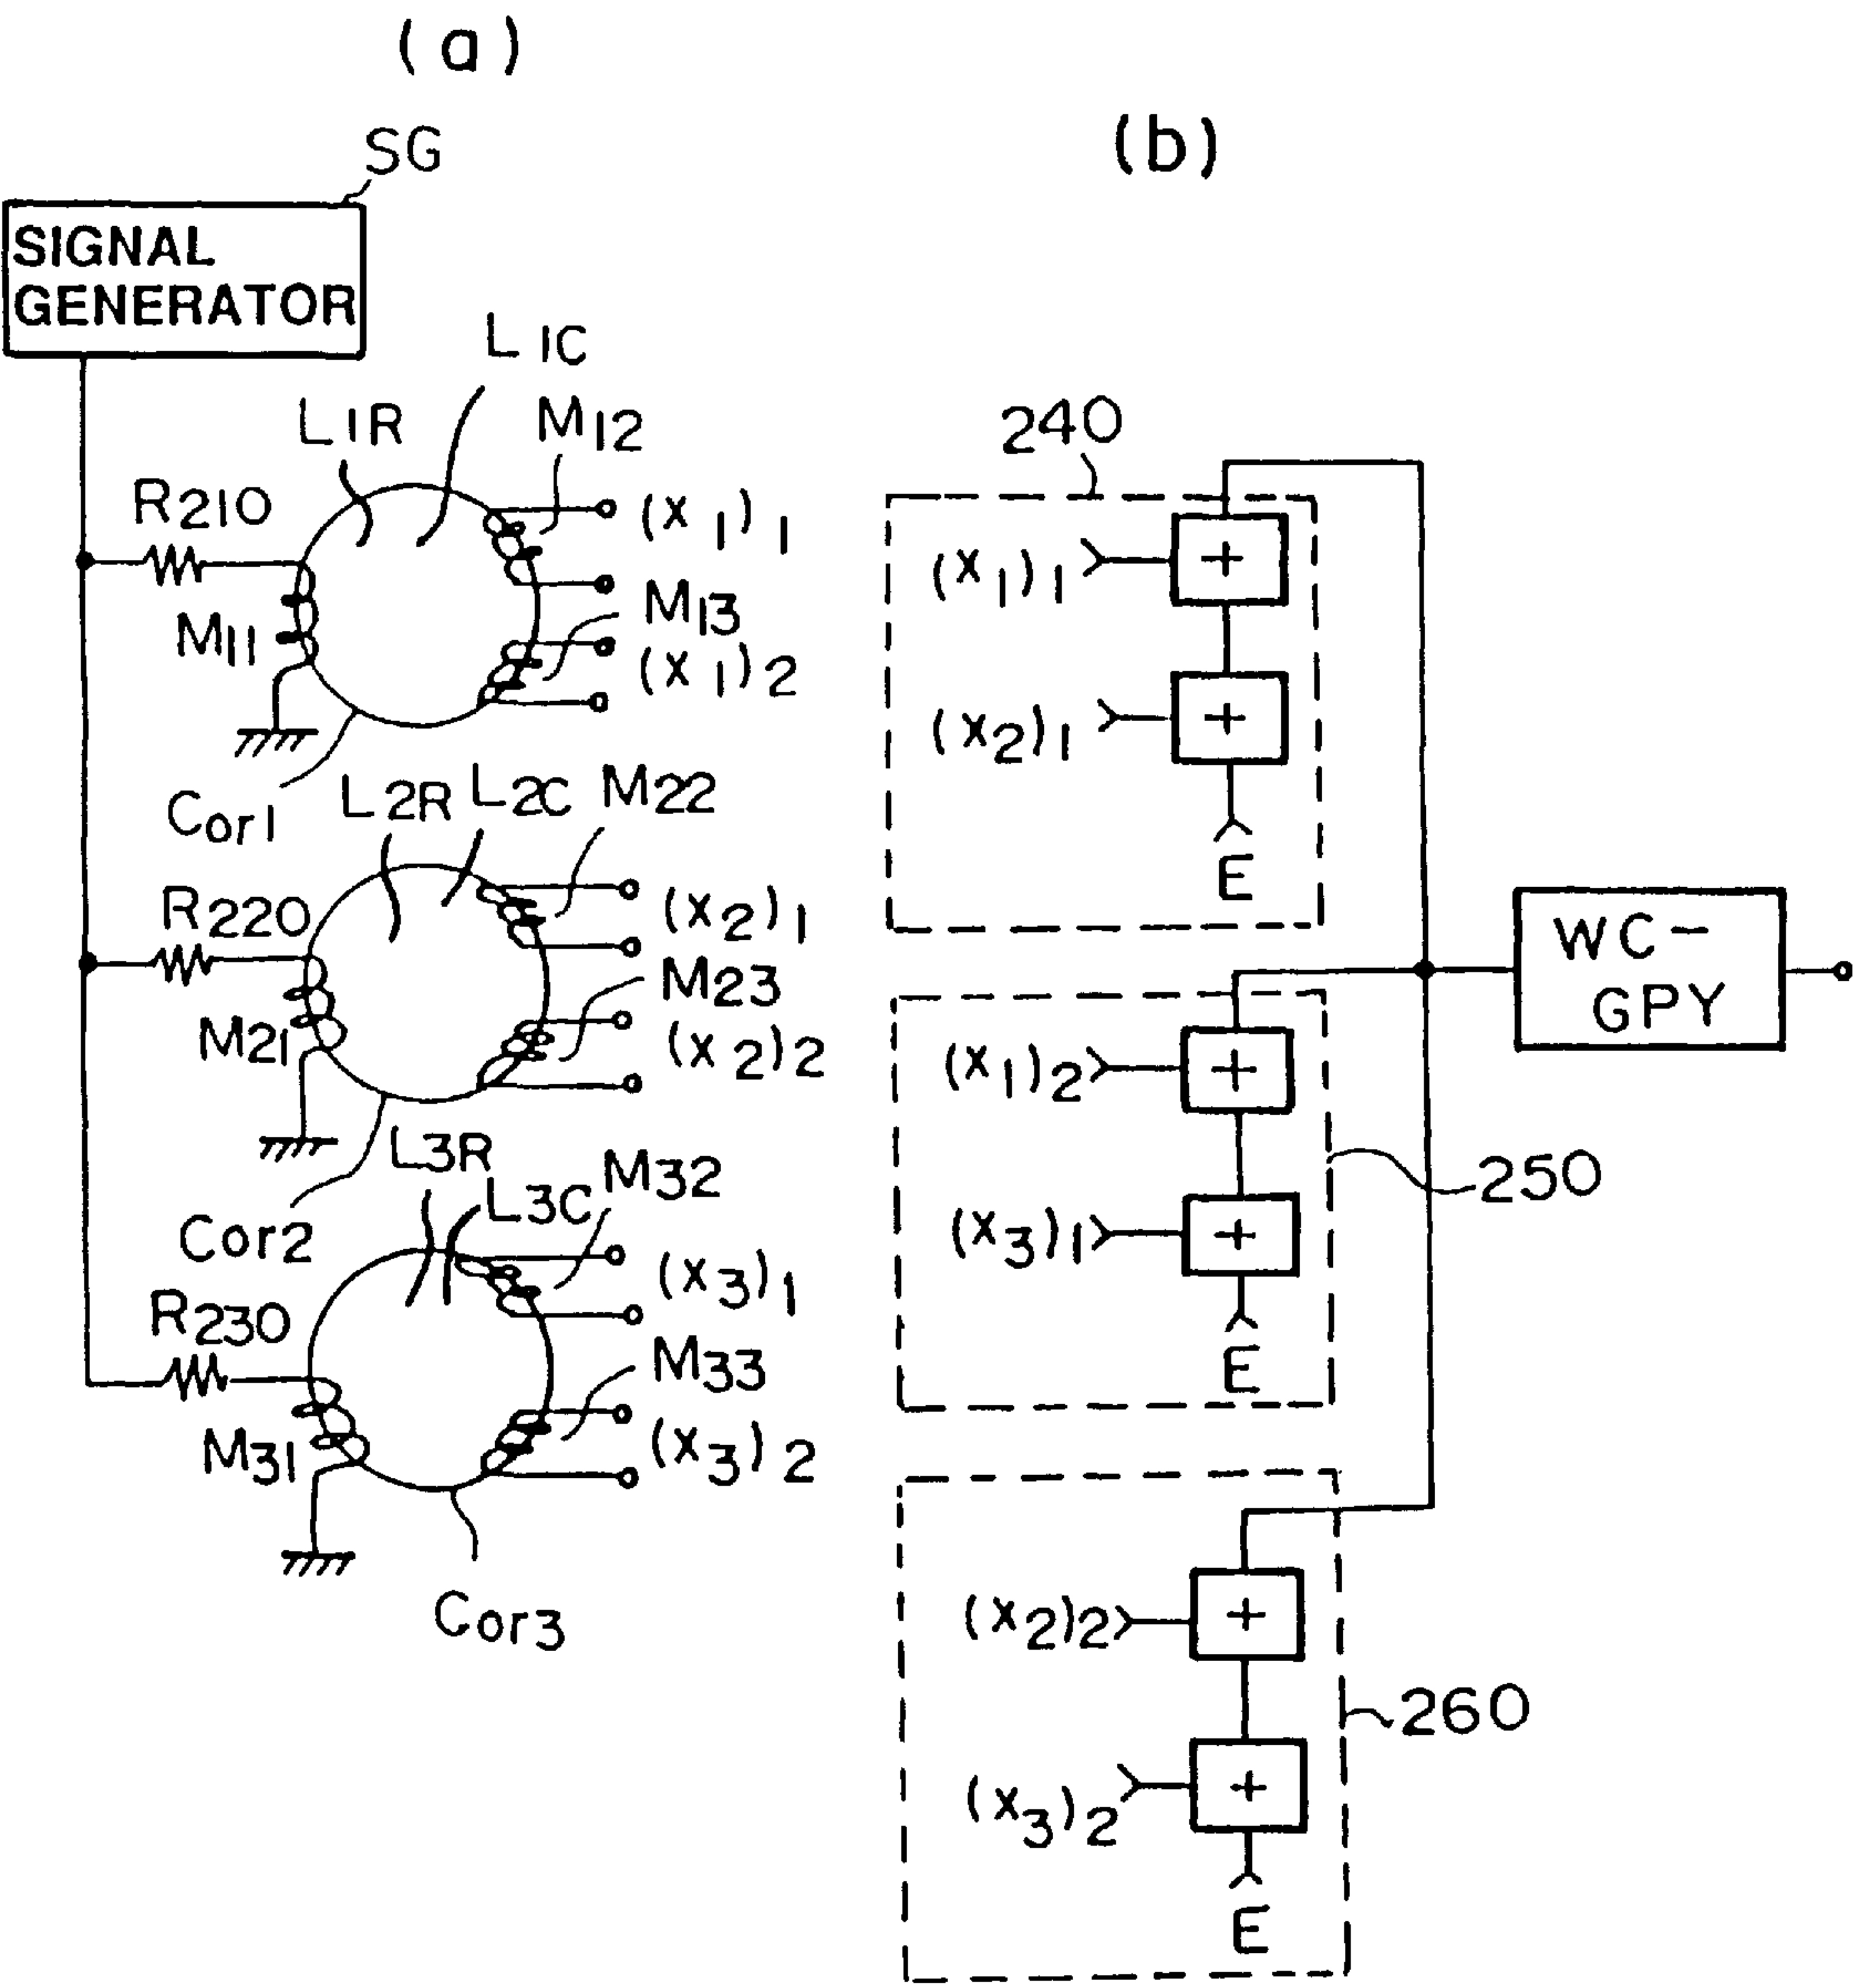 (a)
SG
SIGNAL
GENERATOR
L1C
L1R
M12
R210
(x1)1
M13
M11
(x1)2
Cor1
L2R
L2C
M22
R220
(x2)1
M23
M21
(x2)2
Cor2
L3R
L3C
M32
R230
(x3)1
M33
M31
(x3)2
Cor3
(b)
240
(x1)1
+
(x2)1
+
E
WC-
GPY
(x1)2
+
250
(x3)1
+
E
(x2)2
+
260
(x3)2
+
E